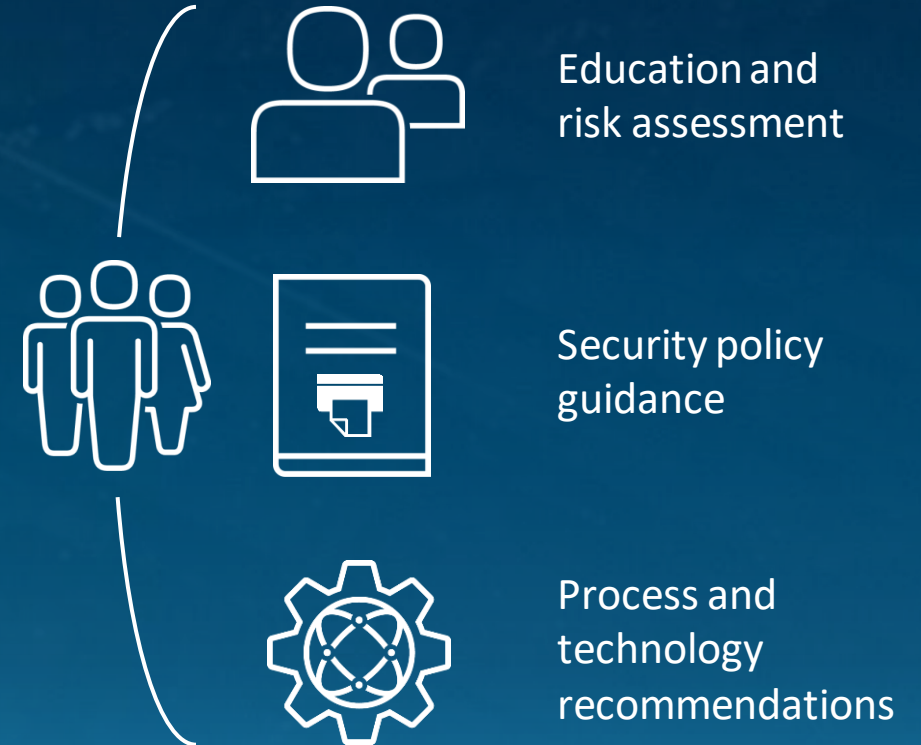 Education and
risk assessment
Security policy
guidance
Process and
technology
recommendations